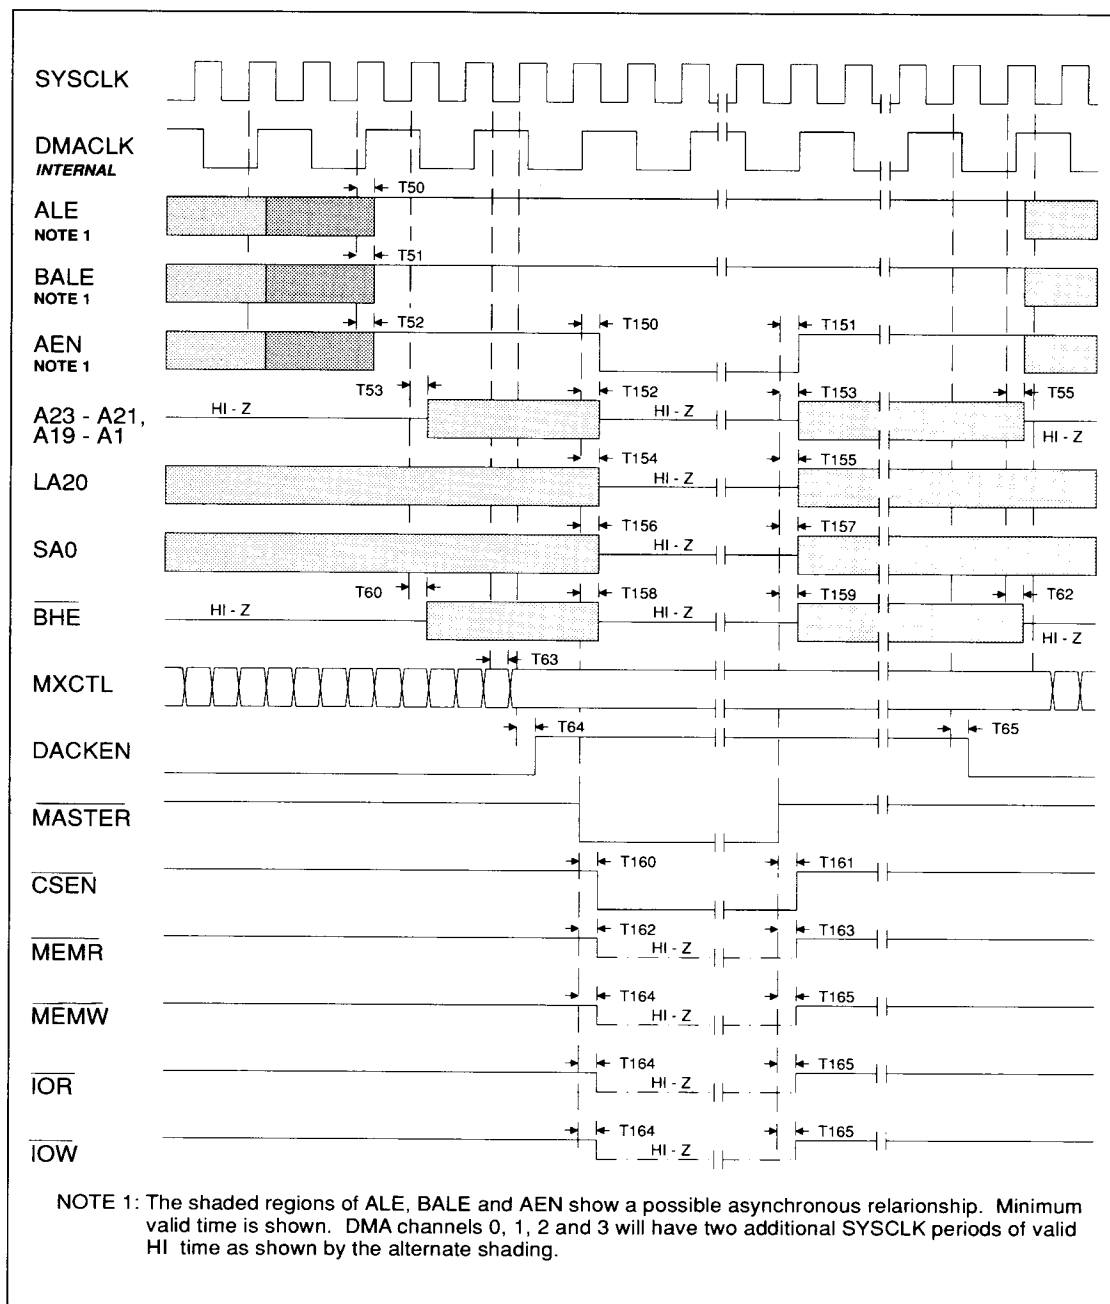 SYSCLK
DMACLK
INTERNAL
T50
ALE
NOTE 1
T51
BALE
NOTE 1
T52
T150
T151
AEN
NOTE 1
T53
T152
T153
T55
A23 - A21,
A19 - A1
HI - Z
HI - Z
HI - Z
T154
T155
LA20
HI - Z
T156
T157
SA0
HI - Z
T60
T158
T159
T62
BHE
HI - Z
HI - Z
HI - Z
T63
MXCTL
T64
T65
DACKEN
MASTER
T160
T161
CSEN
T162
T163
MEMR
HI - Z
T164
T165
MEMW
HI - Z
T164
T165
IOR
HI - Z
T164
T165
IOW
HI - Z
NOTE 1: The shaded regions of ALE, BALE and AEN show a possible asynchronous relarionship. Minimum
valid time is shown. DMA channels 0, 1, 2 and 3 will have two additional SYSCLK periods of valid
HI time as shown by the alternate shading.